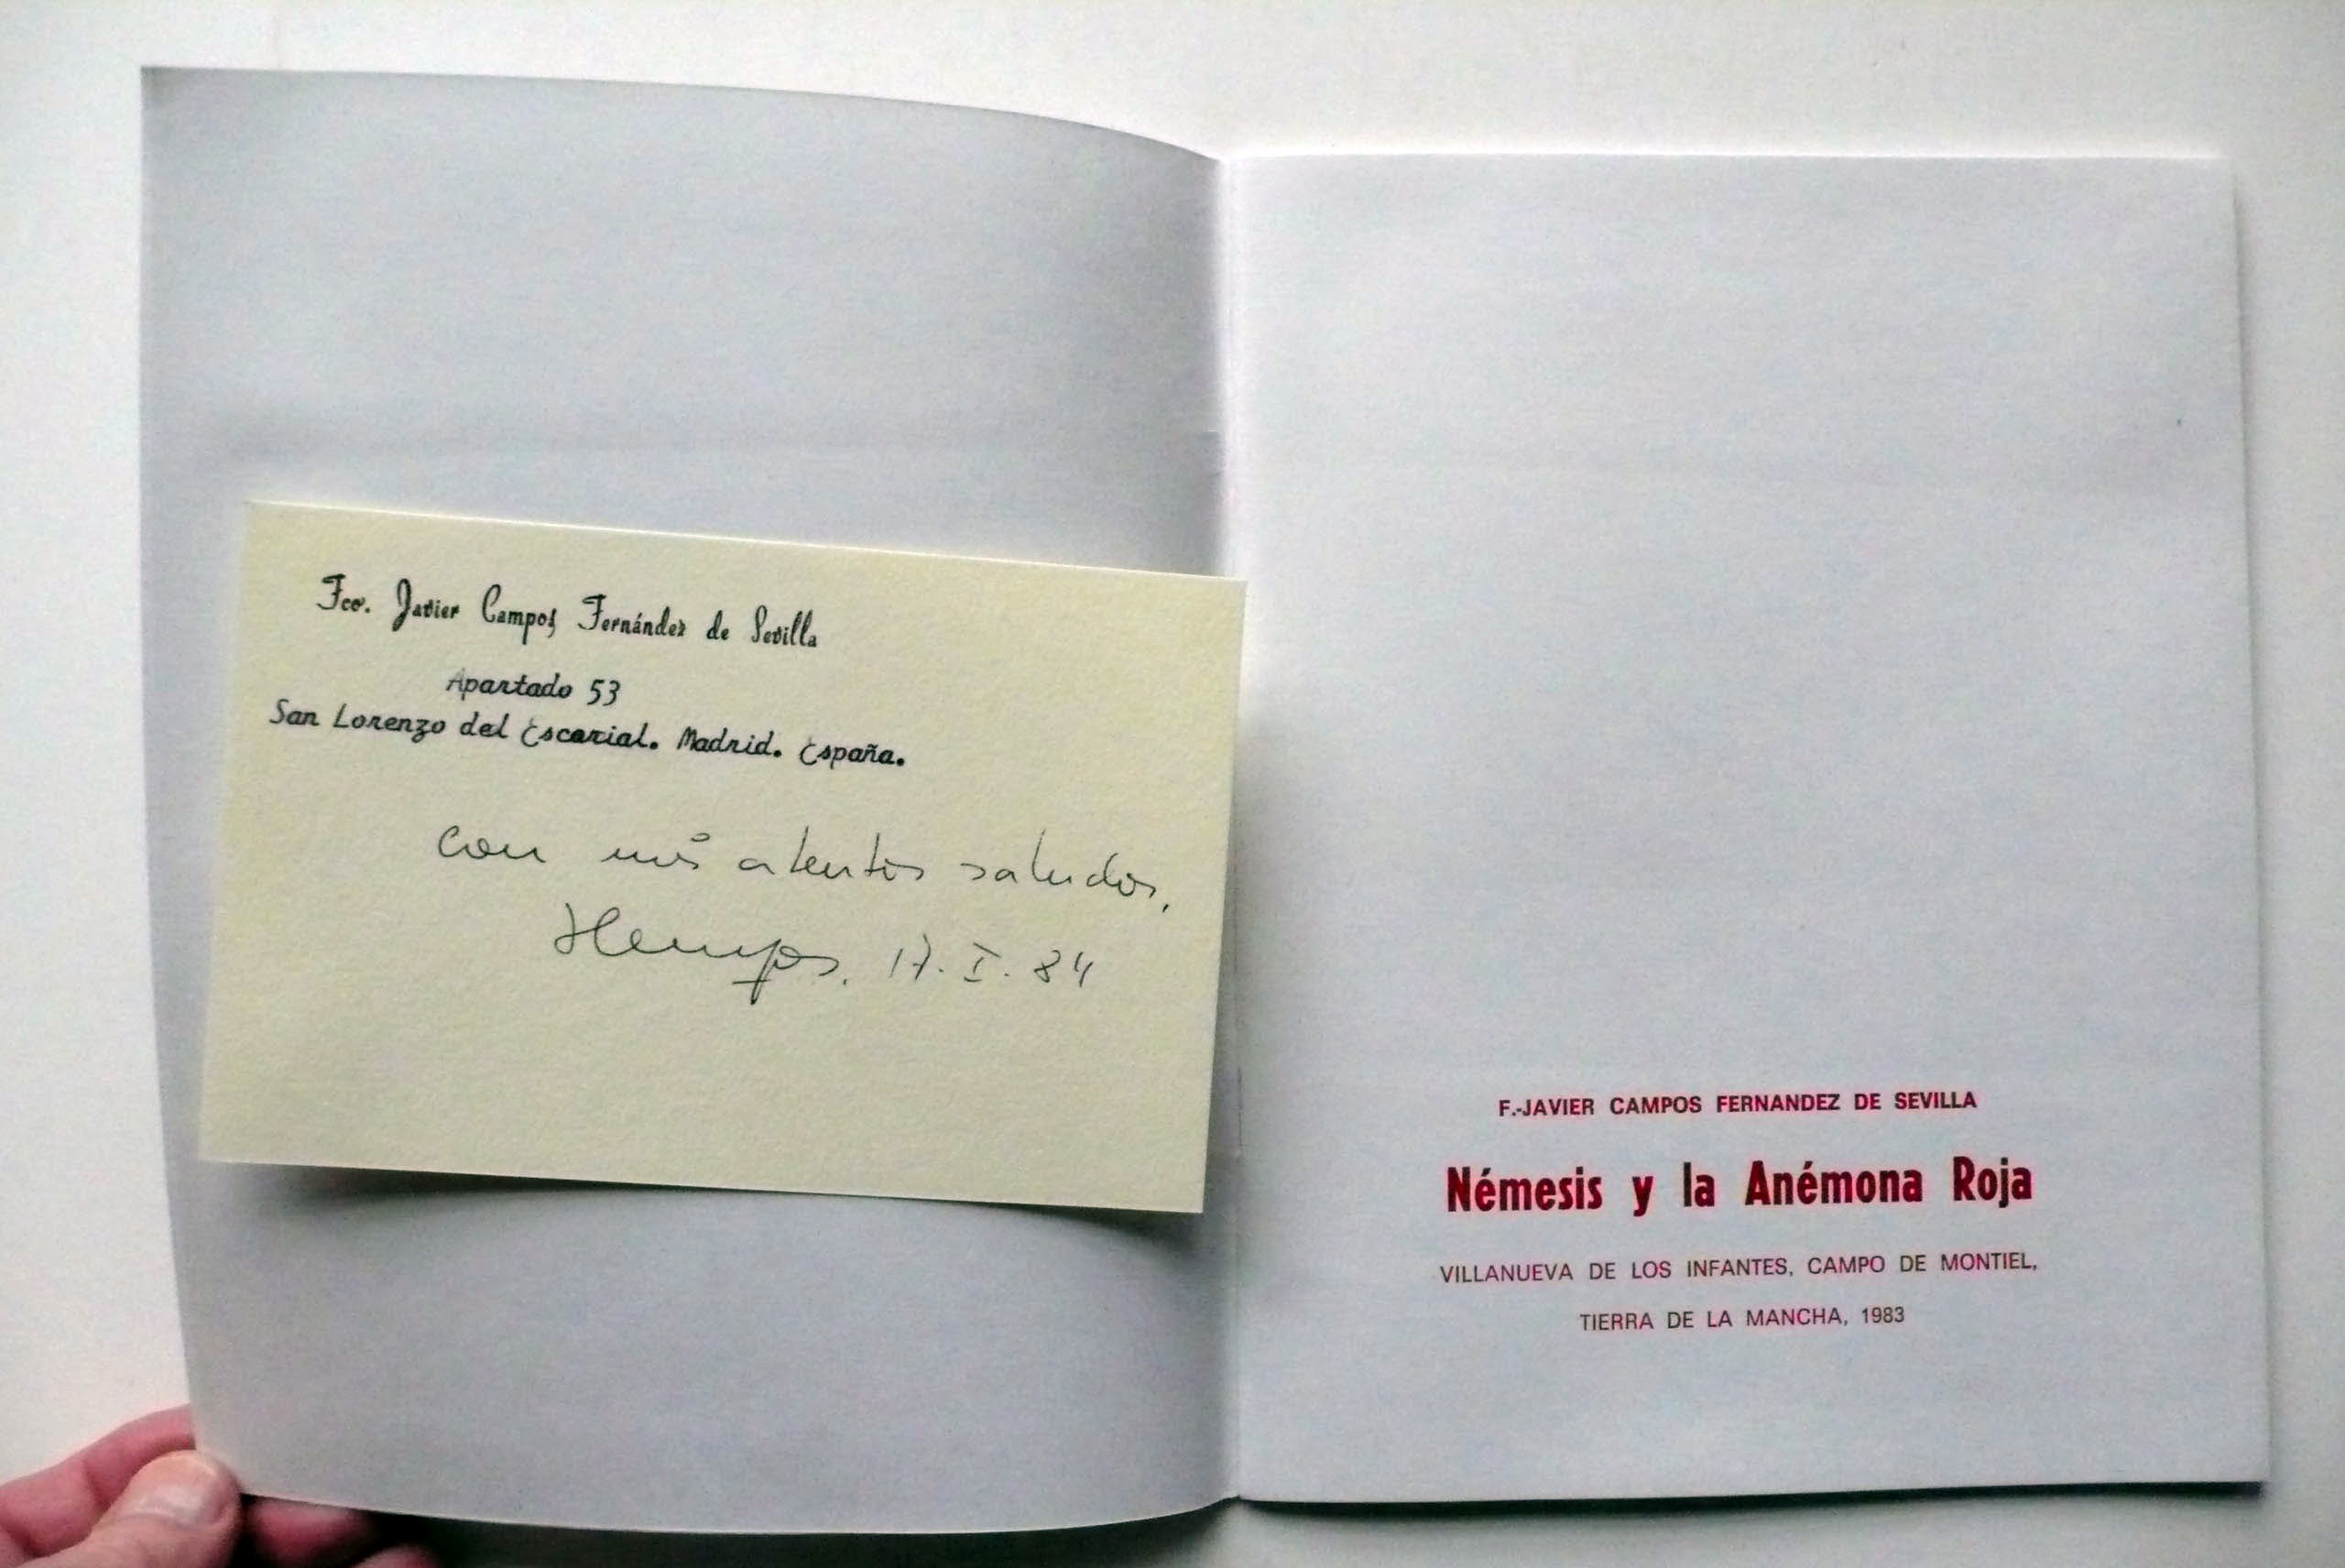 Fco. Javier Campos Fernández de Sevilla
Apartado 53
San Lorenzo del Escorial. Madrid. España.
con mis atentos saludos,
17. I. 84
F.-JAVIER CAMPOS FERNANDEZ DE SEVILLA
Némesis y la Anémona Roja
VILLANUEVA DE LOS INFANTES, CAMPO DE MONTIEL,
TIERRA DE LA MANCHA, 1983